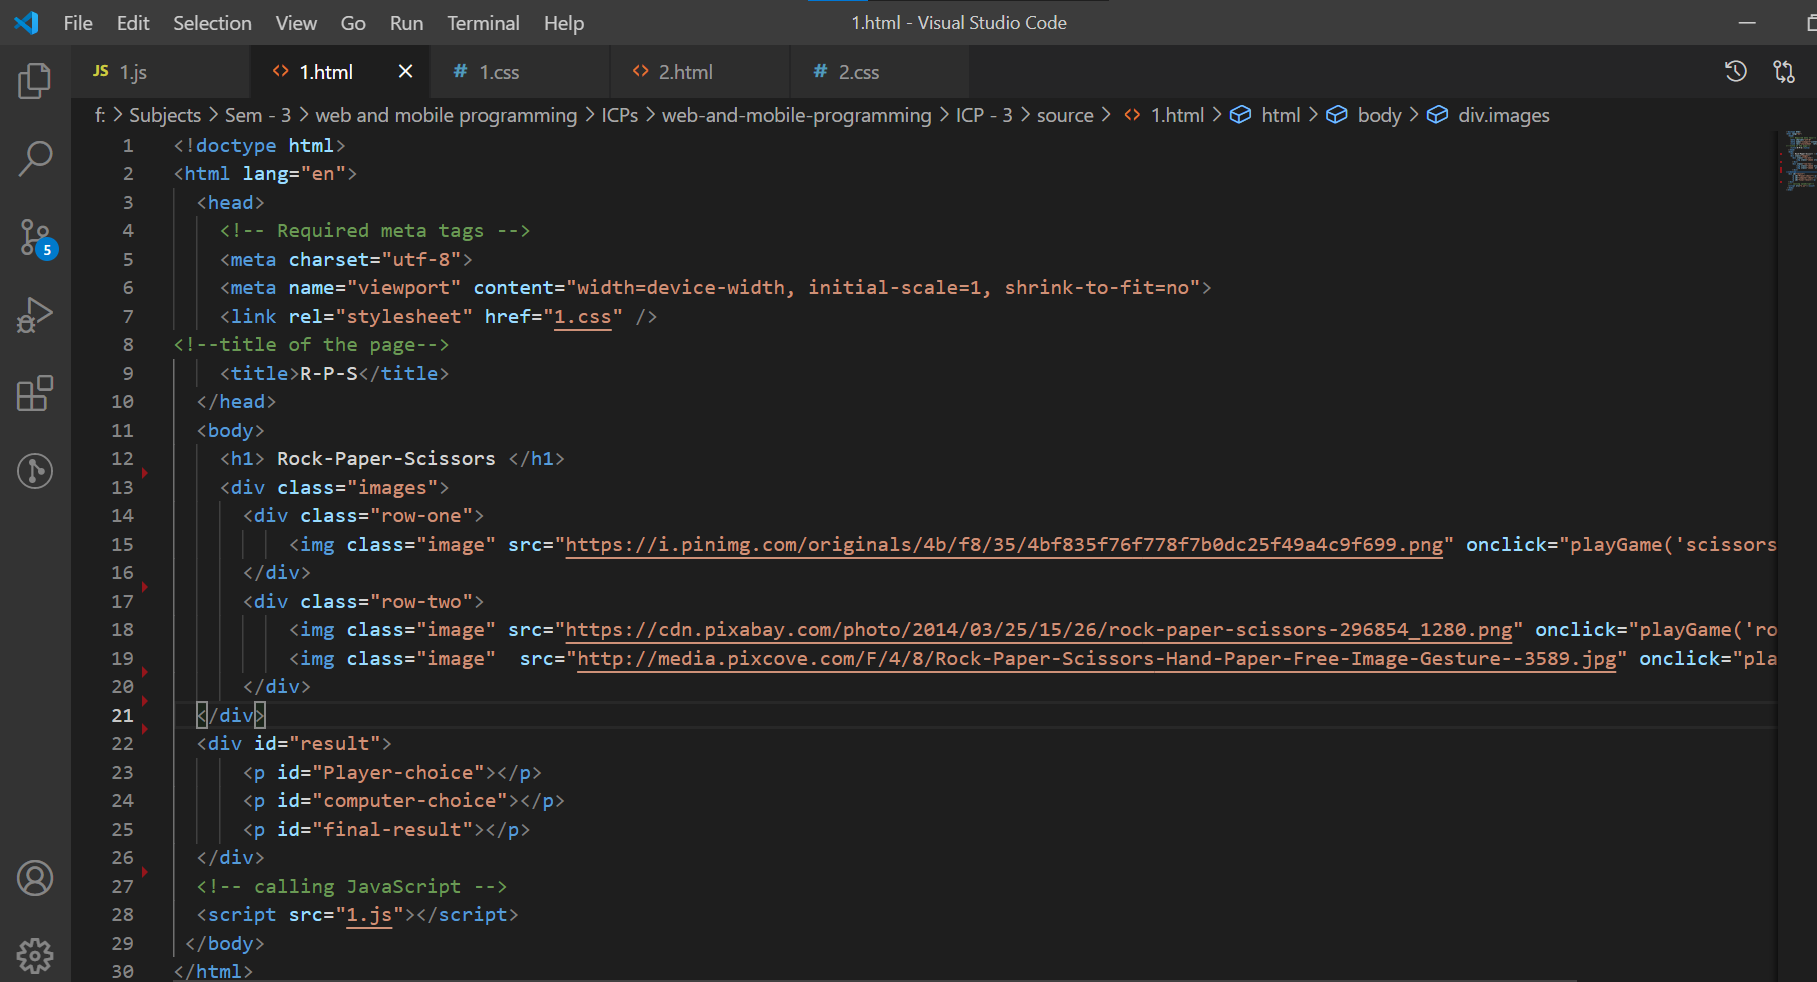 File Edit Selection View Go Run Terminal Help 1.html - Visual Studio Code
JS 1.js <> 1.html # 1.css <> 2.html # 2.css
f: > Subjects > Sem - 3 > web and mobile programming > ICPs > web-and-mobile-programming > ICP - 3 > source > <> 1.html > html > body > div.images
5
1 <!doctype html>
2 <html lang="en">
3 <head>
4 <!-- Required meta tags -->
5 <meta charset="utf-8">
6 <meta name="viewport" content="width=device-width, initial-scale=1, shrink-to-fit=no">
7 <link rel="stylesheet" href="1.css" />
8 <!--title of the page-->
9 <title>R-P-S</title>
10 </head>
11 <body>
12 <h1> Rock-Paper-Scissors </h1>
13 <div class="images">
14 <div class="row-one">
15 <img class="image" src="https://i.pinimg.com/originals/4b/f8/35/4bf835f76f778f7b0dc25f49a4c9f699.png" onclick="playGame('scissors
16 </div>
17 <div class="row-two">
18 <img class="image" src="https://cdn.pixabay.com/photo/2014/03/25/15/26/rock-paper-scissors-296854_1280.png" onclick="playGame('ro
19 <img class="image"  src="http://media.pixcove.com/F/4/8/Rock-Paper-Scissors-Hand-Paper-Free-Image-Gesture--3589.jpg" onclick="pla
20 </div>
21 </div>
22 <div id="result">
23 <p id="Player-choice"></p>
24 <p id="computer-choice"></p>
25 <p id="final-result"></p>
26 </div>
27 <!-- calling JavaScript -->
28 <script src="1.js"></script>
29 </body>
30 </html>